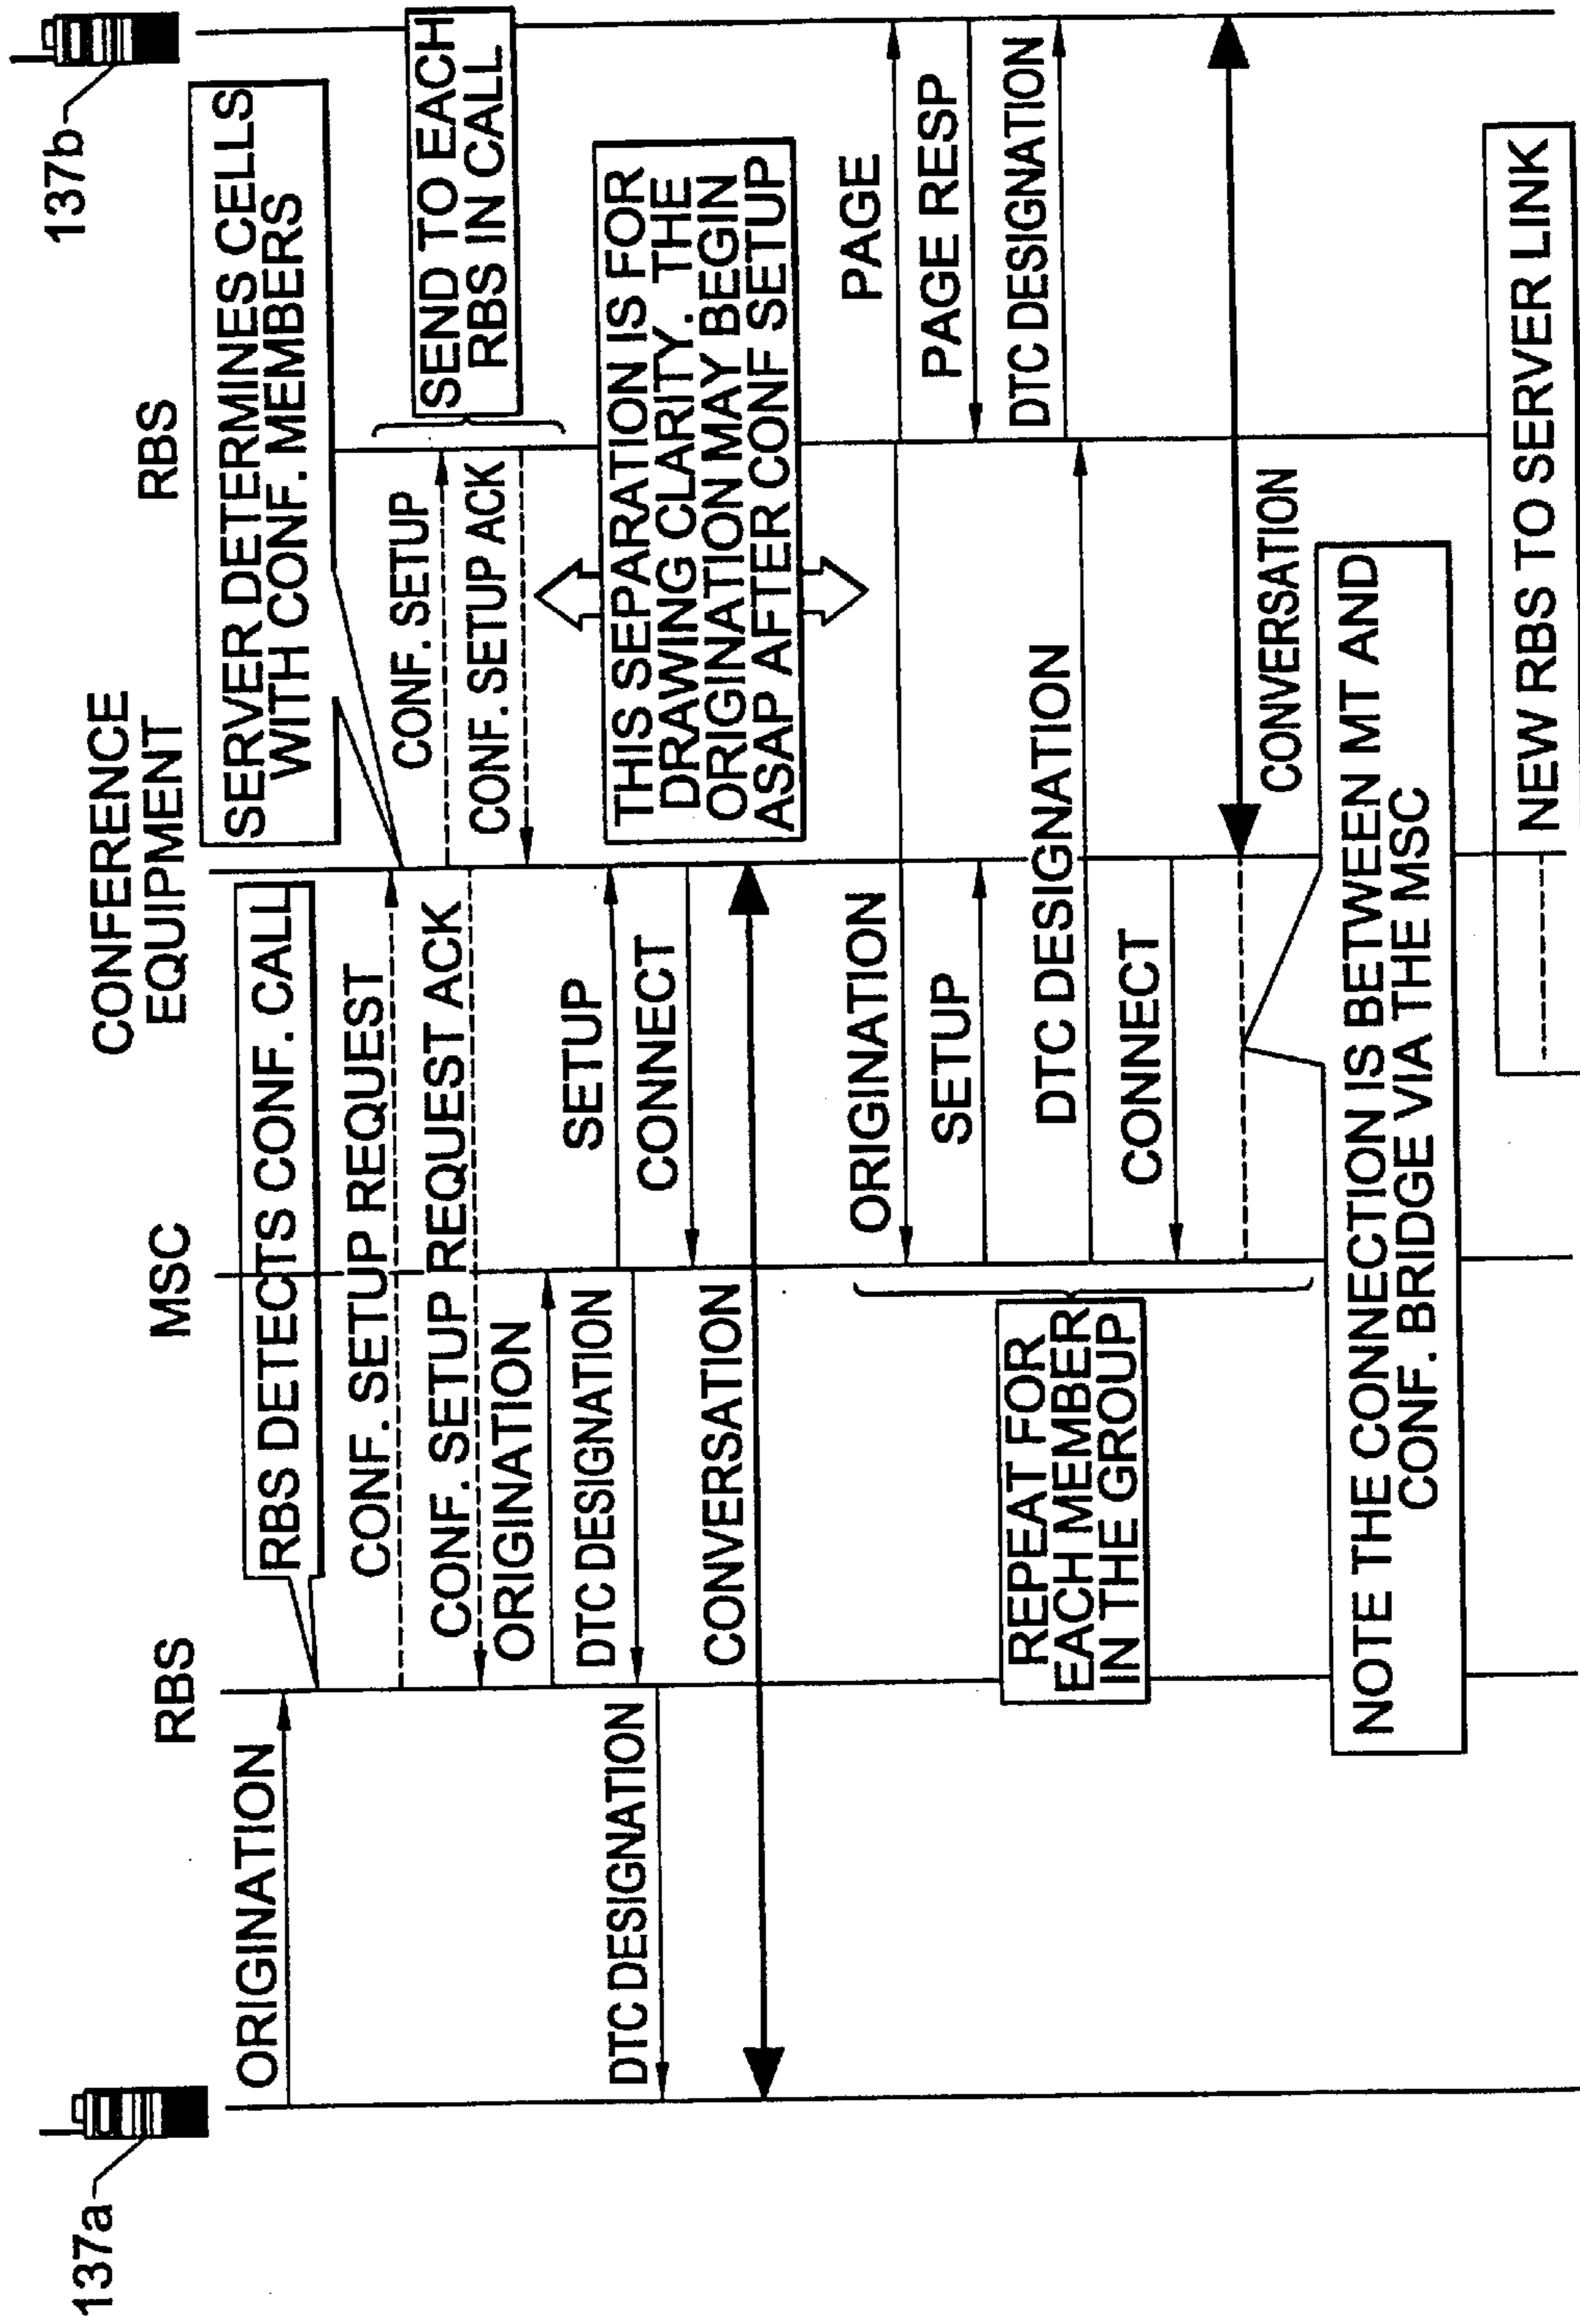 137a
137b
RBS
MSC
CONFERENCE
EQUIPMENT
RBS
ORIGINATION
RBS DETECTS CONF. CALL
SERVER DETERMINES CELLS
WITH CONF. MEMBERS
CONF. SETUP REQUEST
CONF. SETUP REQUEST ACK
CONF. SETUP
CONF. SETUP ACK
SEND TO EACH
RBS IN CALL
ORIGINATION
DTC DESIGNATION
DTC DESIGNATION
SETUP
CONNECT
CONVERSATION
THIS SEPARATION IS FOR
DRAWING CLARITY. THE
ORIGINATION MAY BEGIN
ASAP AFTER CONF SETUP
ORIGINATION
PAGE
SETUP
PAGE RESP
DTC DESIGNATION
DTC DESIGNATION
CONNECT
REPEAT FOR
EACH MEMBER
IN THE GROUP
CONVERSATION
NOTE THE CONNECTION IS BETWEEN MT AND
CONF. BRIDGE VIA THE MSC
NEW RBS TO SERVER LINK